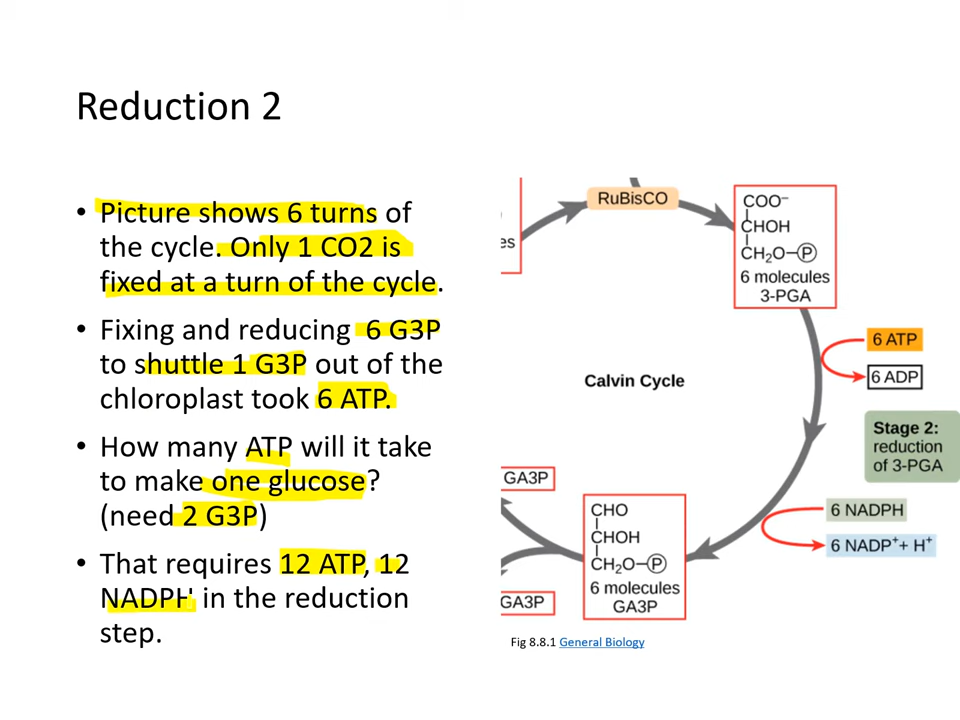 Reduction 2
• Picture shows 6 turns of
the cycle. Only 1 CO2 is
fixed at a turn of the cycle.
• Fixing and reducing 6 G3P
to shuttle 1 G3P out of the
chloroplast took 6 ATP.
• How many ATP will it take
to make one glucose?
(need 2 G3P)
• That requires 12 ATP, 12
NADPH in the reduction
step.
RuBisCO
es
COO⁻
CHOH
CH₂O—P
6 molecules
3-PGA
6 ATP
6 ADP
Calvin Cycle
Stage 2:
reduction
of 3-PGA
GA3P
CHO
CHOH
CH₂O—P
6 molecules
GA3P
6 NADPH
6 NADP⁺+ H⁺
GA3P
Fig 8.8.1 General Biology